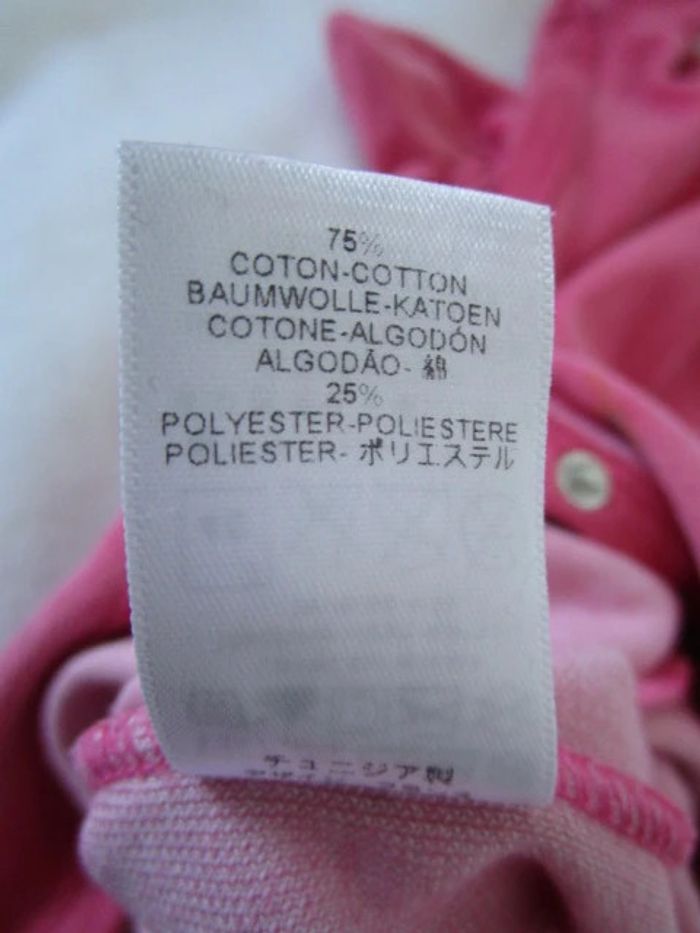 75%
COTON-COTTON
BAUMWOLLE-KATOEN
COTONE-ALGODÓN
ALGODÃO- 綿
25%
POLYESTER-POLIESTERE
POLIESTER- ポリエステル
チュニジア製